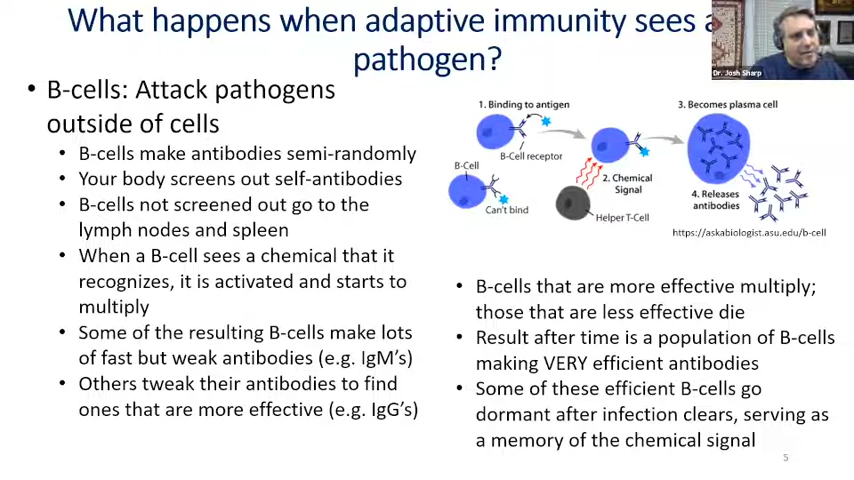 What happens when adaptive immunity sees a
pathogen?
Dr. Josh Sharp
• B-cells: Attack pathogens
outside of cells
• B-cells make antibodies semi-randomly
• Your body screens out self-antibodies
• B-cells not screened out go to the
lymph nodes and spleen
• When a B-cell sees a chemical that it
recognizes, it is activated and starts to
multiply
• Some of the resulting B-cells make lots
of fast but weak antibodies (e.g. IgM's)
• Others tweak their antibodies to find
ones that are more effective (e.g. IgG's)
1. Binding to antigen
3. Becomes plasma cell
B-Cell receptor
B-Cell
2. Chemical
Signal
4. Releases
antibodies
Can't bind
Helper T-Cell
https://askabiologist.asu.edu/b-cell
• B-cells that are more effective multiply;
those that are less effective die
• Result after time is a population of B-cells
making VERY efficient antibodies
• Some of these efficient B-cells go
dormant after infection clears, serving as
a memory of the chemical signal
5